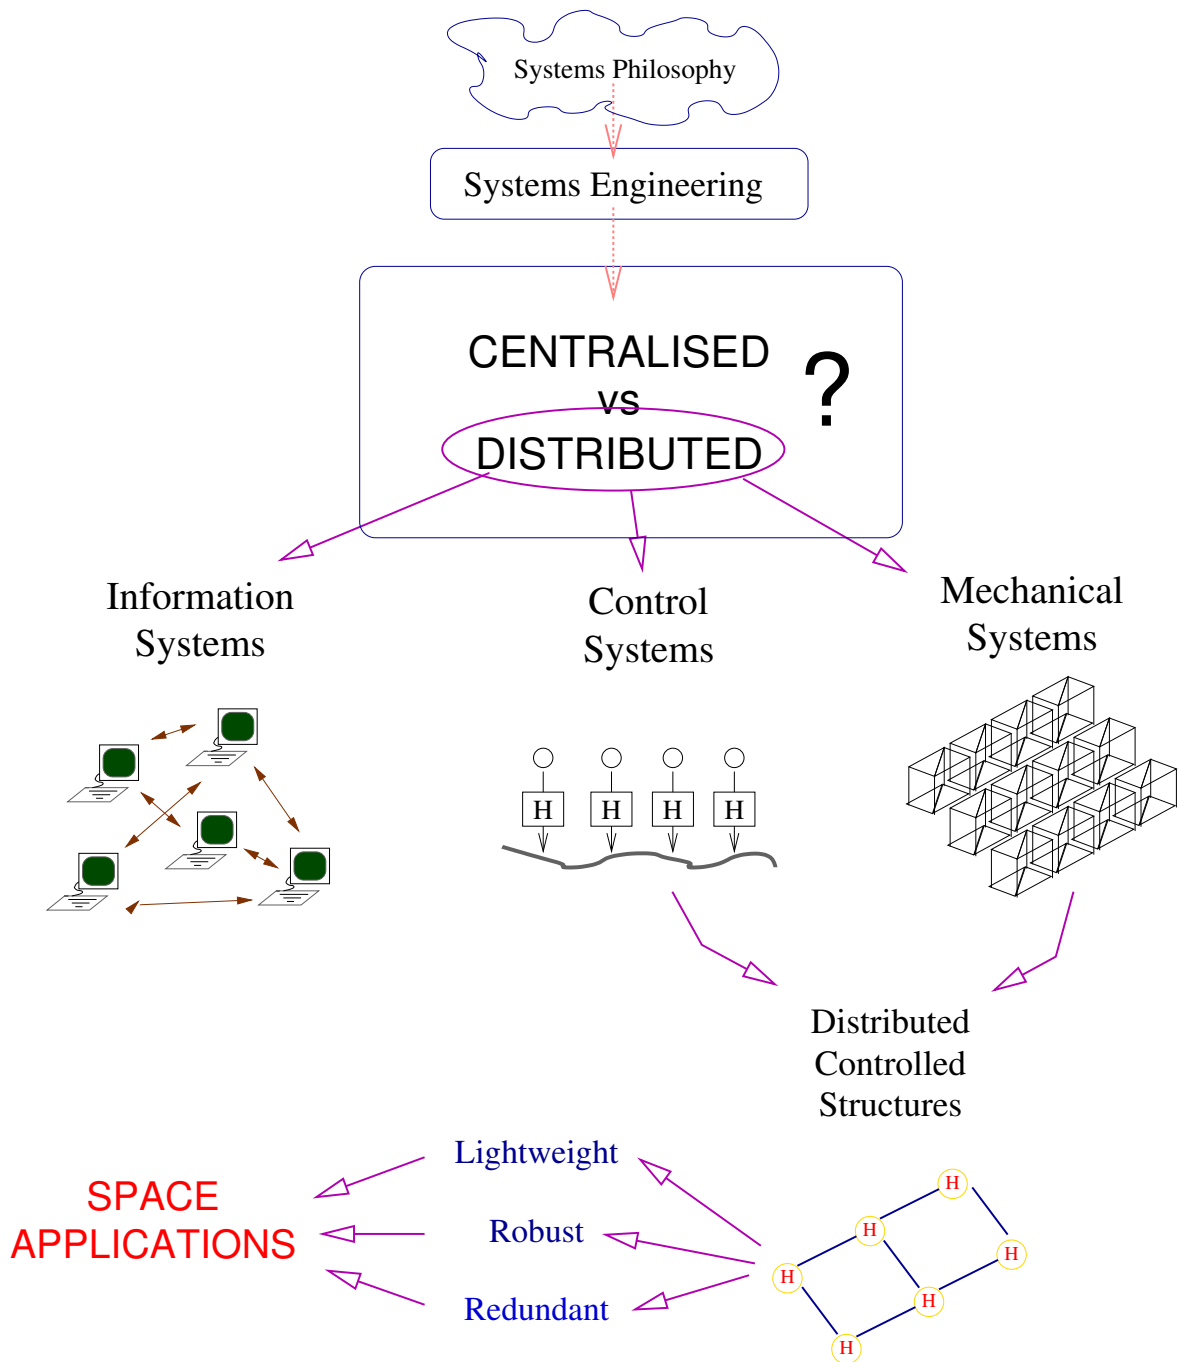 Systems Philosophy
Systems Engineering
CENTRALISED
vs
DISTRIBUTED
?
Information
Systems
Control
Systems
Mechanical
Systems
H H H H
Distributed
Controlled
Structures
Lightweight
Robust
Redundant
SPACE
APPLICATIONS
H
H
H
H
H
H